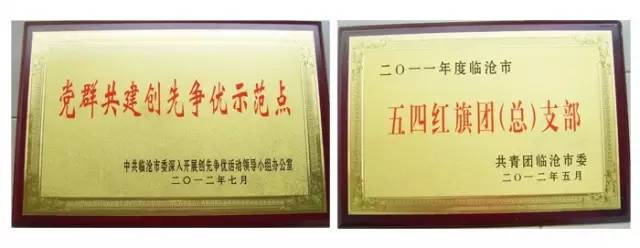 党群共建创先争优示范点
中共临沧市委深入开展创先争优活动领导小组办公室
二〇一二年七月
二〇一一年度临沧市
五四红旗团(总)支部
共青团临沧市委
二〇一二年五月